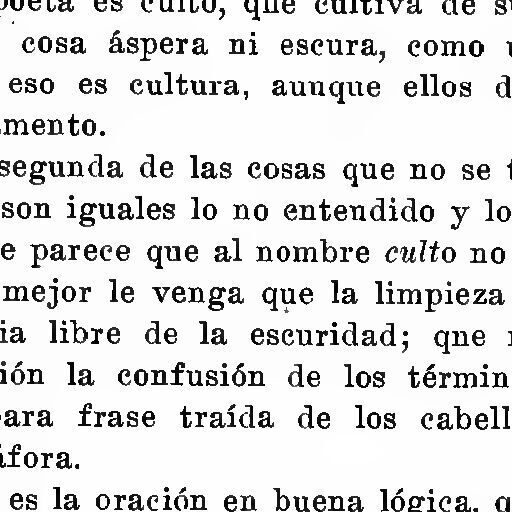 poeta es culto, que cultiva de s
cosa áspera ni escura, como
eso es cultura, aunque ellos d
mento.
segunda de las cosas que no se
son iguales lo no entendido y lo
e parece que al nombre culto no
mejor le venga que la limpieza
ia libre de la escuridad; qne
ión la confusión de los términ
ara frase traída de los cabell
áfora.
es la oración en buena lógica, q